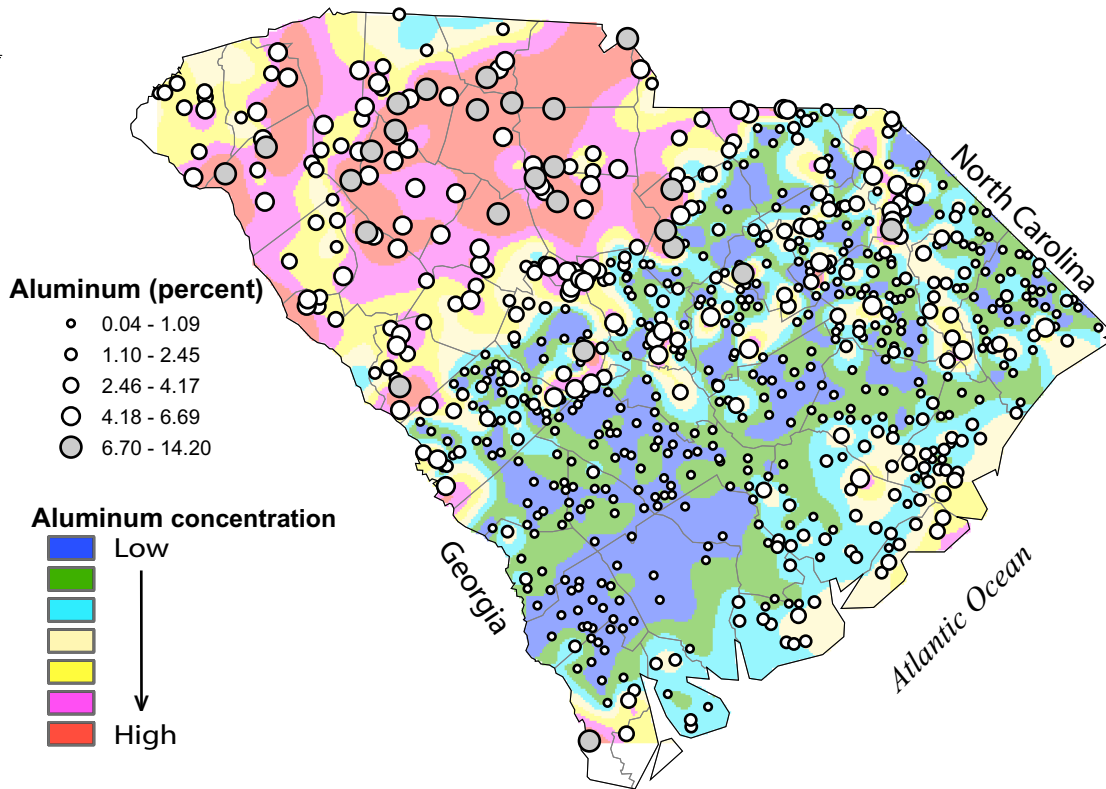 North Carolina
Aluminum (percent)
0.04 - 1.09
1.10 - 2.45
2.46 - 4.17
4.18 - 6.69
6.70 - 14.20
Aluminum concentration
Low
High
Georgia
Atlantic Ocean